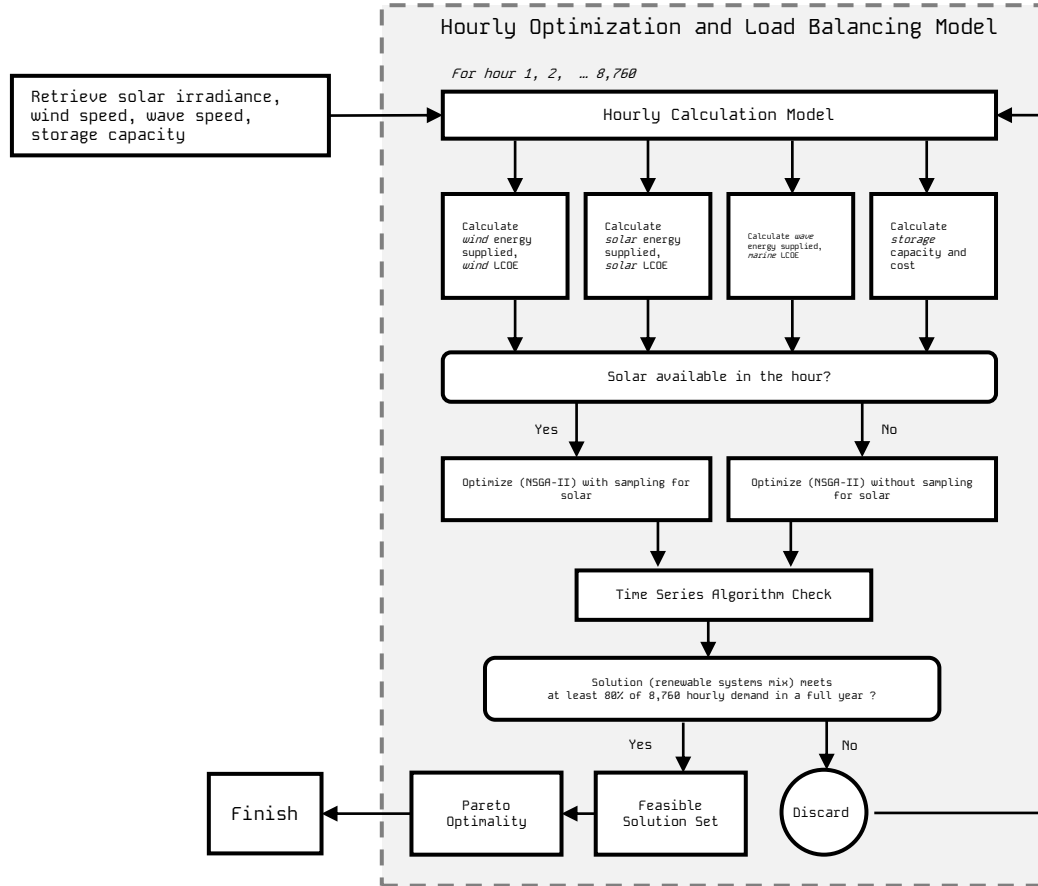 Hourly Optimization and Load Balancing Model
For hour 1, 2, … 8,760
Retrieve solar irradiance,
wind speed, wave speed,
storage capacity
Hourly Calculation Model
Calculate
wind energy
supplied,
wind LCOE
Calculate
solar energy
supplied,
solar LCOE
Calculate wave
energy supplied,
marine LCOE
Calculate
storage
capacity and
cost
Solar available in the hour?
Yes
No
Optimize (NSGA-II) with sampling for
solar
Optimize (NSGA-II) without sampling
for solar
Time Series Algorithm Check
Solution (renewable systems mix) meets
at least 80% of 8,760 hourly demand in a full year ?
Yes
No
Finish
Pareto
Optimality
Feasible
Solution Set
Discard